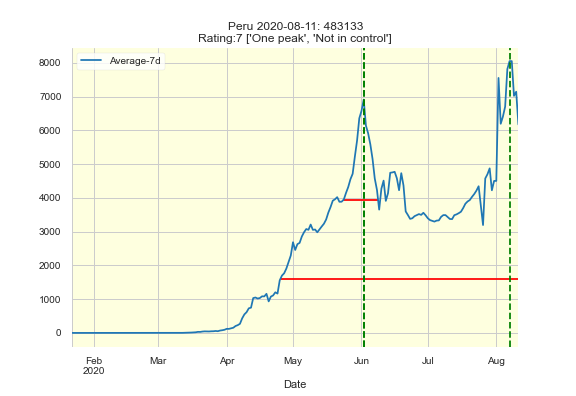 Peru 2020-08-11: 483133
Rating:7 ['One peak', 'Not in control']
Average-7d
8000
7000
6000
5000
4000
3000
2000
1000
0
Feb
2020
Mar
Apr
May
Jun
Jul
Aug
Date